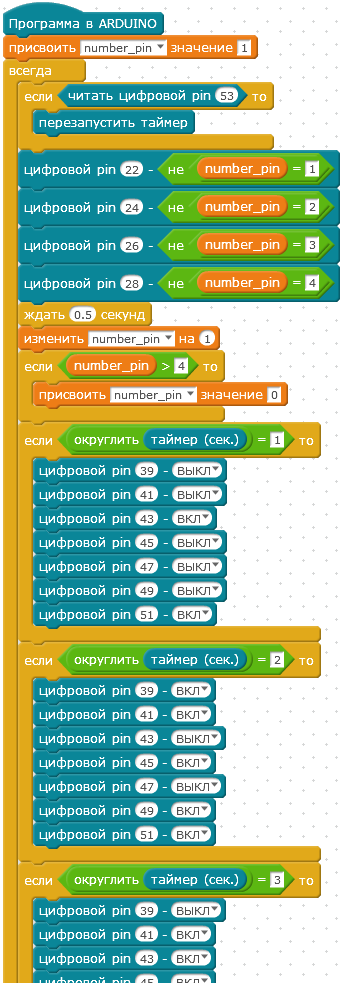 Программа в ARDUINO
присвоить number_pin значение 1
всегда
если читать цифровой pin 53 то
перезапустить таймер
цифровой pin 22 - не number_pin = 1
цифровой pin 24 - не number_pin = 2
цифровой pin 26 - не number_pin = 3
цифровой pin 28 - не number_pin = 4
ждать 0.5 секунд
изменить number_pin на 1
если number_pin > 4 то
присвоить number_pin значение 0
если округлить таймер (сек.) = 1 то
цифровой pin 39 - ВЫКЛ
цифровой pin 41 - ВЫКЛ
цифровой pin 43 - ВКЛ
цифровой pin 45 - ВЫКЛ
цифровой pin 47 - ВЫКЛ
цифровой pin 49 - ВЫКЛ
цифровой pin 51 - ВКЛ
если округлить таймер (сек.) = 2 то
цифровой pin 39 - ВКЛ
цифровой pin 41 - ВКЛ
цифровой pin 43 - ВЫКЛ
цифровой pin 45 - ВКЛ
цифровой pin 47 - ВЫКЛ
цифровой pin 49 - ВКЛ
цифровой pin 51 - ВКЛ
если округлить таймер (сек.) = 3 то
цифровой pin 39 - ВЫКЛ
цифровой pin 41 - ВКЛ
цифровой pin 43 - ВКЛ
цифровой pin 45 - ВКЛ